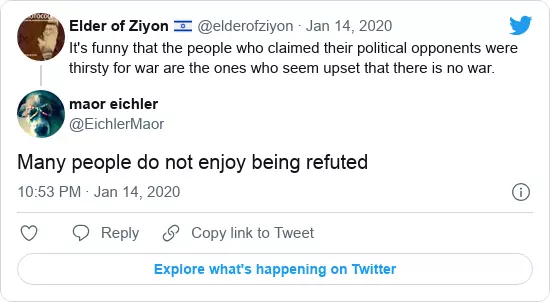 Elder of Ziyon 🇮🇱 @elderofziyon · Jan 14, 2020
It's funny that the people who claimed their political opponents were
thirsty for war are the ones who seem upset that there is no war.
maor eichler
@EichlerMaor
Many people do not enjoy being refuted
10:53 PM · Jan 14, 2020
Reply
Copy link to Tweet
Explore what's happening on Twitter